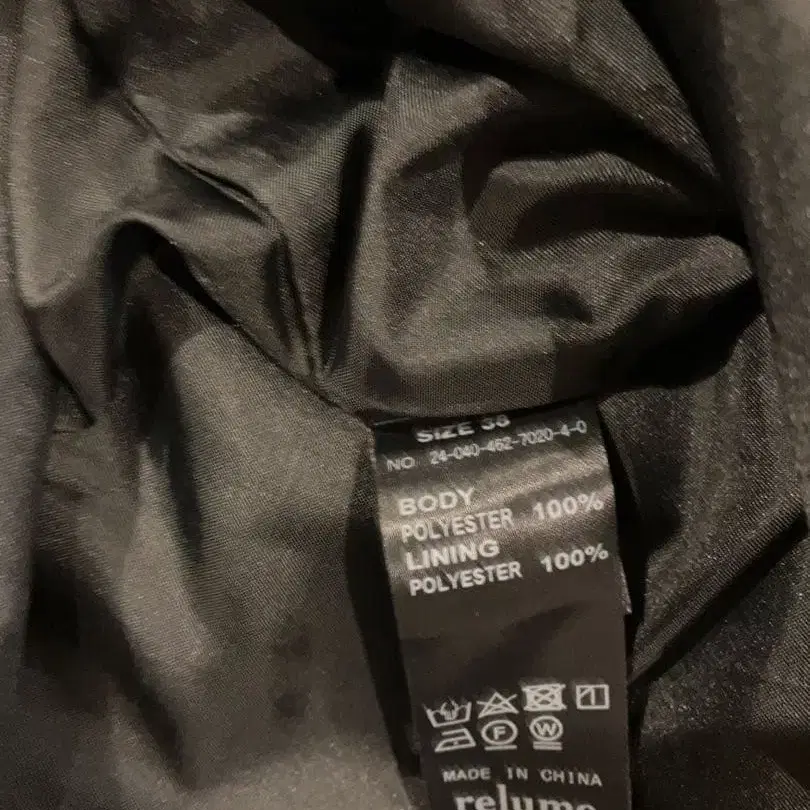 SIZE 38
NO 24-040-462-7020-4-0
BODY
POLYESTER 100%
LINING
POLYESTER 100%
F W
MADE IN CHINA
relume